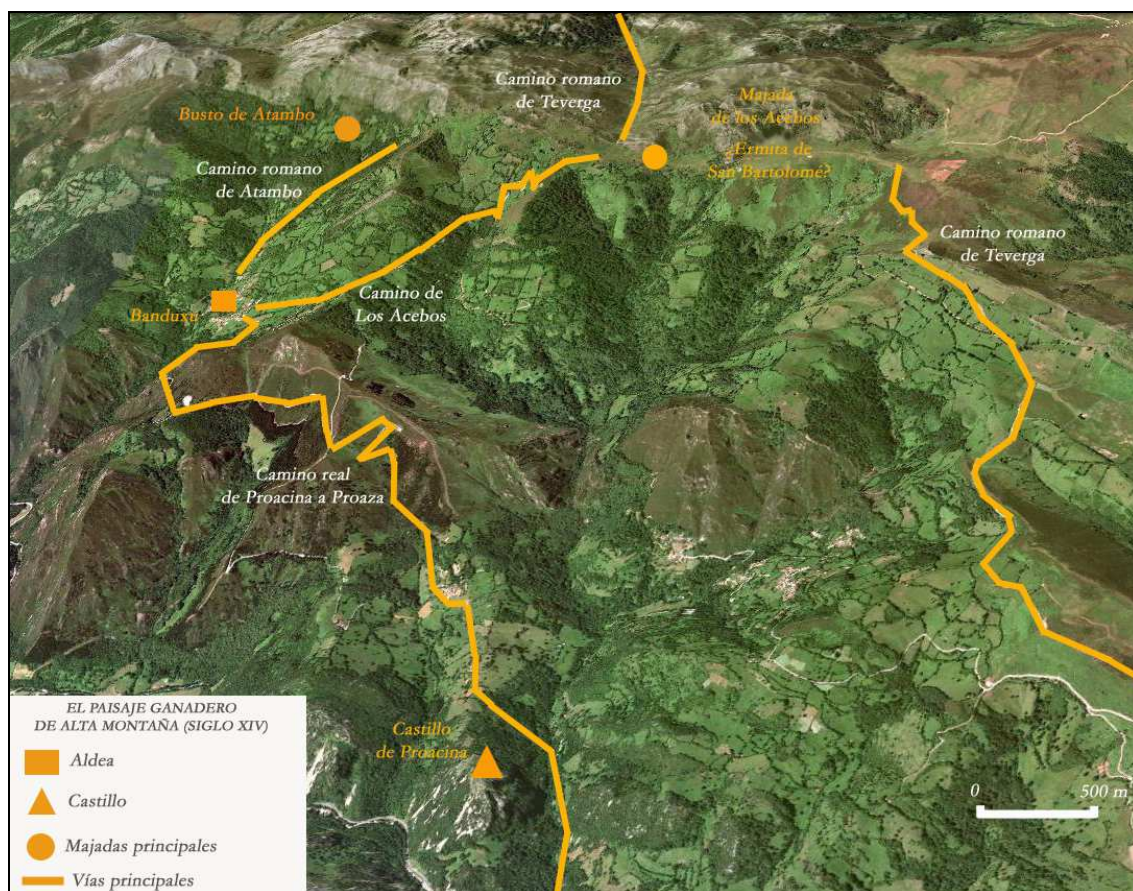 Camino romano
de Teverga
Busto de Atambo
Majada
de los Acebos
Camino romano
de Atambo
¿Ermita de
San Bartolomé?
Camino romano
de Teverga
Camino de
Los Acebos
Banduxu
Camino real
de Proacina a Proaza
Castillo
de Proacina
EL PAISAJE GANADERO
DE ALTA MONTAÑA (SIGLO XIV)
Aldea
Castillo
Majadas principales
Vías principales
0 500 m